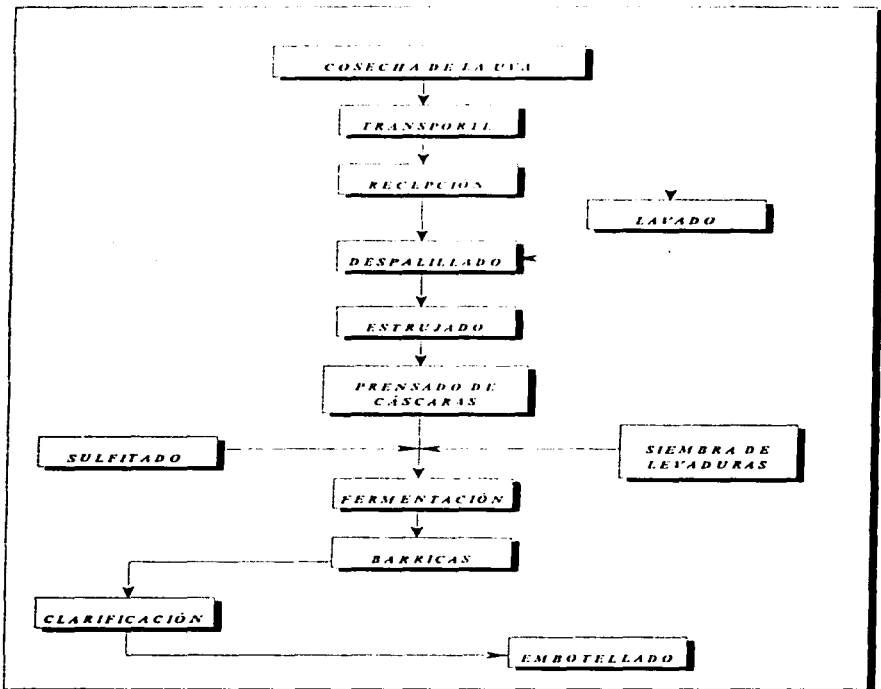 COSECHA DE LA UVA
TRANSPORTE
RECEPCIÓN
LAVADO
DESPALILLADO
ESTRUJADO
PRENSADO DE
CÁSCARAS
SULFITADO
SIEMBRA DE
LEVADURAS
FERMENTACIÓN
BARRICAS
CLARIFICACIÓN
EMBOTELLADO